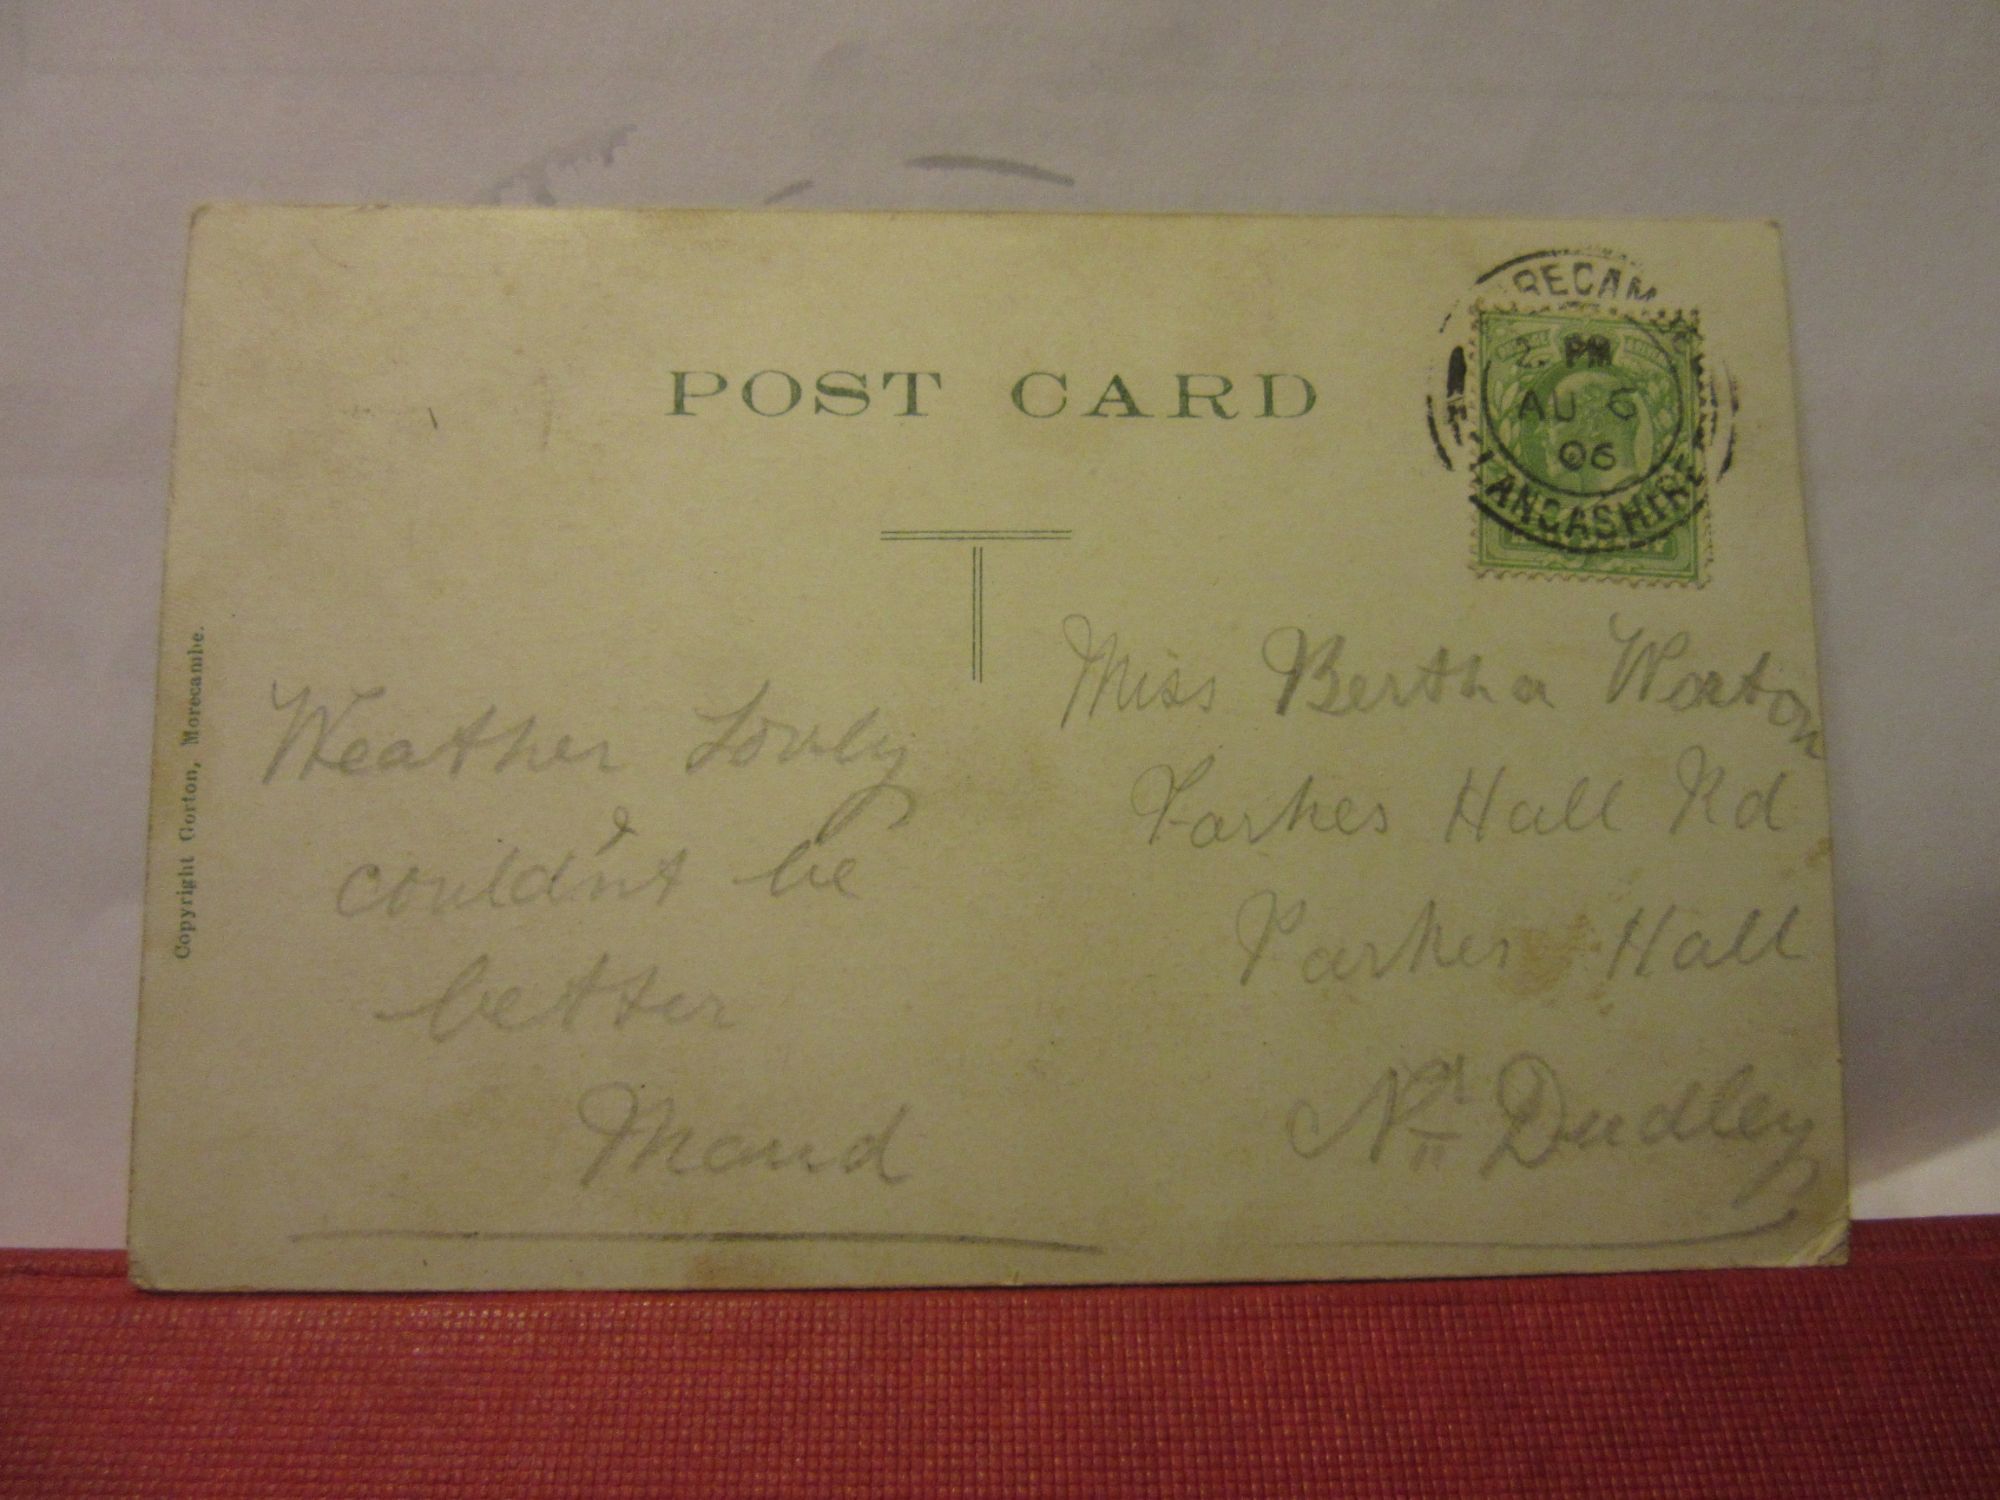 POST CARD
MORECAMBE
2. PM
AU 6
06
LANCASHIRE
Copyright Gorton, Morecambe.
Weather Lovely
couldn't be
better
Maud
Miss Bertha Worton
Parkes Hall Rd
Parkes Hall
Nr Dudley